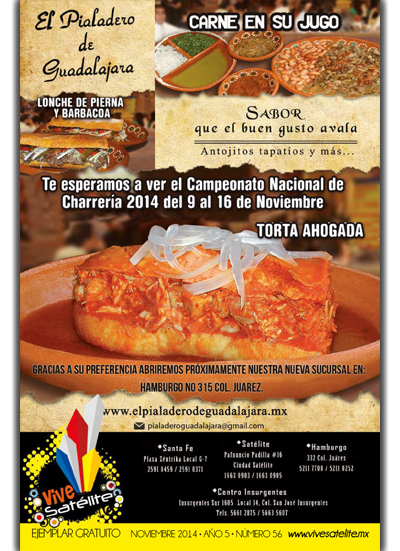 El Pialadero
de
Guadalajara
CARNE EN SU JUGO
LONCHE DE PIERNA
Y BARBACOA
SABOR
que el buen gusto avala
Antojitos tapatíos y más...
Te esperamos a ver el Campeonato Nacional de
Charrería 2014 del 9 al 16 de Noviembre
TORTA AHOGADA
GRACIAS A SU PREFERENCIA ABRIREMOS PRÓXIMAMENTE NUESTRA NUEVA SUCURSAL EN:
HAMBURGO NO 315 COL. JUAREZ.
www.elpialaderodeguadalajara.mx
pialaderoguadalajara@gmail.com
Santa Fe
Plaza Zéntrika Local G-7
2591 0459 / 2591 0371
Satélite
Pafnuncio Padilla #16
Ciudad Satélite
1663 0903 / 1663 0905
Hamburgo
332 Col. Juárez
5211 7708 / 5211 0252
Centro Insurgentes
Insurgentes Sur 1605 Local 14, Col. San José Insurgentes
Tels. 5661 2875 / 5663 5607
Vive
Satélite
EJEMPLAR GRATUITO NOVIEMBRE 2014 • AÑO 5 • NÚMERO 56 www.vivesatelite.mx